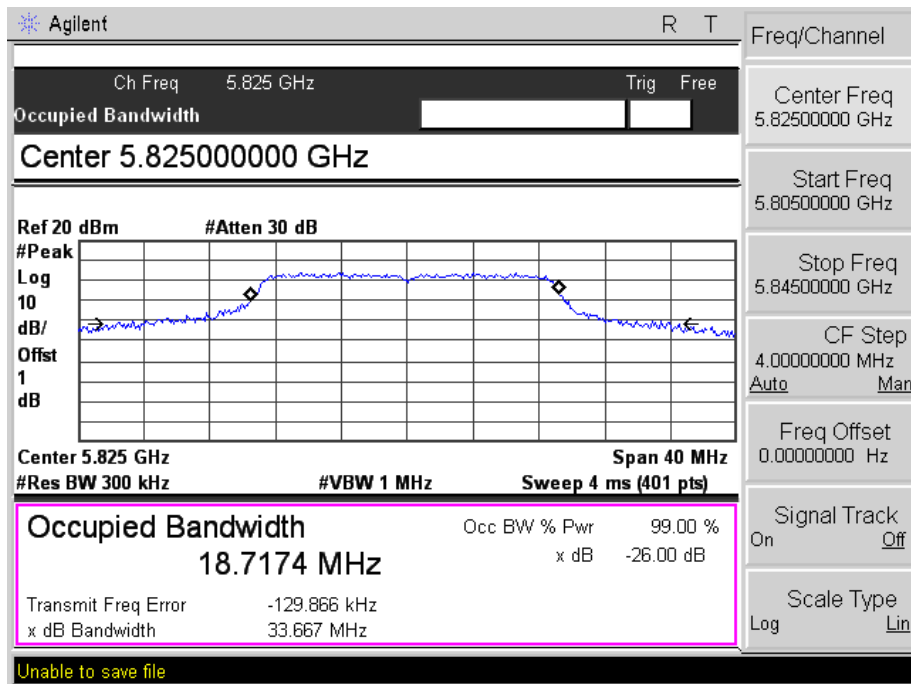 Agilent
R T
Freq/Channel
Ch Freq 5.825 GHz
Trig Free
Occupied Bandwidth
Center 5.825000000 GHz
Center Freq
5.82500000 GHz
Start Freq
5.80500000 GHz
Stop Freq
5.84500000 GHz
CF Step
4.00000000 MHz
Auto Man
Freq Offset
0.00000000 Hz
Signal Track
On Off
Scale Type
Log Lin
Ref 20 dBm
#Atten 30 dB
#Peak
Log
10
dB/
Offst
1
dB
Center 5.825 GHz
Span 40 MHz
#Res BW 300 kHz
#VBW 1 MHz
Sweep 4 ms (401 pts)
Occupied Bandwidth
18.7174 MHz
Occ BW % Pwr 99.00 %
x dB -26.00 dB
Transmit Freq Error -129.866 kHz
x dB Bandwidth 33.667 MHz
Unable to save file